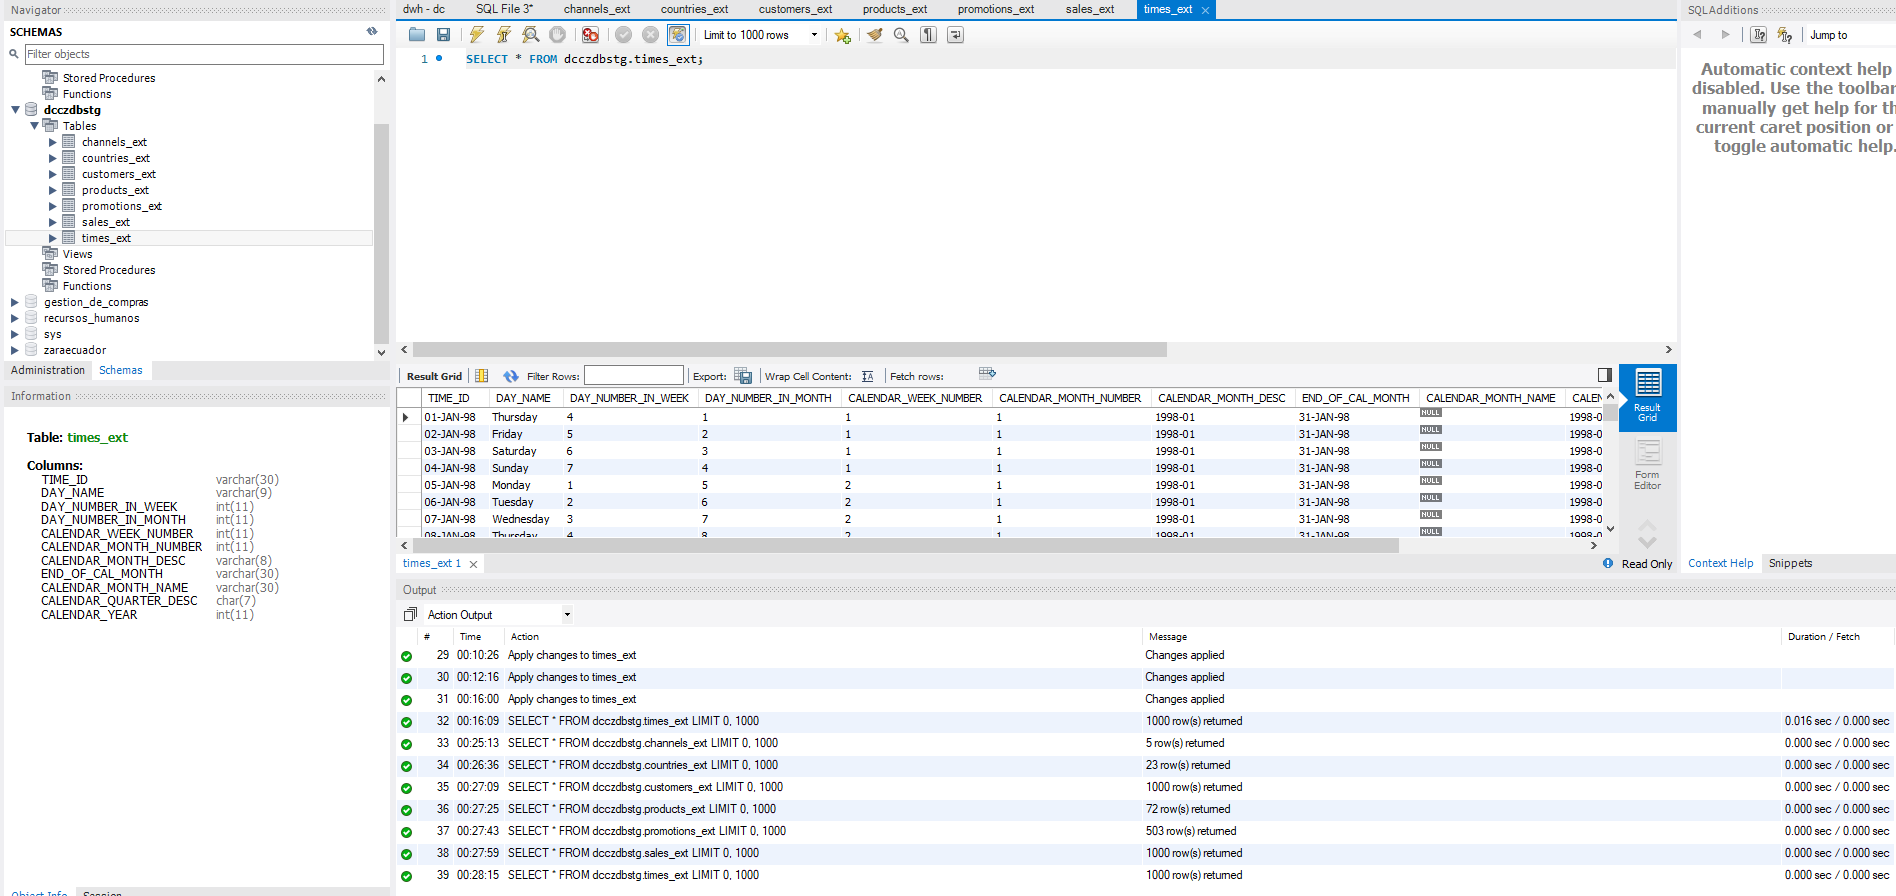 Navigator
SCHEMAS
Filter objects
Stored Procedures
Functions
dcczdbstg
Tables
channels_ext
countries_ext
customers_ext
products_ext
promotions_ext
sales_ext
times_ext
Views
Stored Procedures
Functions
gestion_de_compras
recursos_humanos
sys
zaraecuador
Administration Schemas
Information
Table: times_ext
Columns:
TIME_ID varchar(30)
DAY_NAME varchar(9)
DAY_NUMBER_IN_WEEK int(11)
DAY_NUMBER_IN_MONTH int(11)
CALENDAR_WEEK_NUMBER int(11)
CALENDAR_MONTH_NUMBER int(11)
CALENDAR_MONTH_DESC varchar(8)
END_OF_CAL_MONTH varchar(30)
CALENDAR_MONTH_NAME varchar(30)
CALENDAR_QUARTER_DESC char(7)
CALENDAR_YEAR int(11)
Object Info Session
dwh - dc SQL File 3* channels_ext countries_ext customers_ext products_ext promotions_ext sales_ext times_ext
Limit to 1000 rows
1 SELECT * FROM dcczdbstg.times_ext;
Result Grid Filter Rows: Export: Wrap Cell Content: Fetch rows:
TIME_ID DAY_NAME DAY_NUMBER_IN_WEEK DAY_NUMBER_IN_MONTH CALENDAR_WEEK_NUMBER CALENDAR_MONTH_NUMBER CALENDAR_MONTH_DESC END_OF_CAL_MONTH CALENDAR_MONTH_NAME CALEN
01-JAN-98 Thursday 4 1 1 1 1998-01 31-JAN-98 NULL 1998-0
02-JAN-98 Friday 5 2 1 1 1998-01 31-JAN-98 NULL 1998-0
03-JAN-98 Saturday 6 3 1 1 1998-01 31-JAN-98 NULL 1998-0
04-JAN-98 Sunday 7 4 1 1 1998-01 31-JAN-98 NULL 1998-0
05-JAN-98 Monday 1 5 2 1 1998-01 31-JAN-98 NULL 1998-0
06-JAN-98 Tuesday 2 6 2 1 1998-01 31-JAN-98 NULL 1998-0
07-JAN-98 Wednesday 3 7 2 1 1998-01 31-JAN-98 NULL 1998-0
08-JAN-98 Thursday 4 8 2 1 1998-01 31-JAN-98 NULL 1998-0
Result Grid
Form Editor
times_ext 1
Read Only
Output
Action Output
# Time Action Message Duration / Fetch
29 00:10:26 Apply changes to times_ext Changes applied
30 00:12:16 Apply changes to times_ext Changes applied
31 00:16:00 Apply changes to times_ext Changes applied
32 00:16:09 SELECT * FROM dcczdbstg.times_ext LIMIT 0, 1000 1000 row(s) returned 0.016 sec / 0.000 sec
33 00:25:13 SELECT * FROM dcczdbstg.channels_ext LIMIT 0, 1000 5 row(s) returned 0.000 sec / 0.000 sec
34 00:26:36 SELECT * FROM dcczdbstg.countries_ext LIMIT 0, 1000 23 row(s) returned 0.000 sec / 0.000 sec
35 00:27:09 SELECT * FROM dcczdbstg.customers_ext LIMIT 0, 1000 1000 row(s) returned 0.000 sec / 0.000 sec
36 00:27:25 SELECT * FROM dcczdbstg.products_ext LIMIT 0, 1000 72 row(s) returned 0.000 sec / 0.000 sec
37 00:27:43 SELECT * FROM dcczdbstg.promotions_ext LIMIT 0, 1000 503 row(s) returned 0.000 sec / 0.000 sec
38 00:27:59 SELECT * FROM dcczdbstg.sales_ext LIMIT 0, 1000 1000 row(s) returned 0.000 sec / 0.000 sec
39 00:28:15 SELECT * FROM dcczdbstg.times_ext LIMIT 0, 1000 1000 row(s) returned 0.000 sec / 0.000 sec
SQLAdditions
Jump to
Automatic context help
disabled. Use the toolbar
manually get help for th
current caret position or
toggle automatic help.
Context Help Snippets